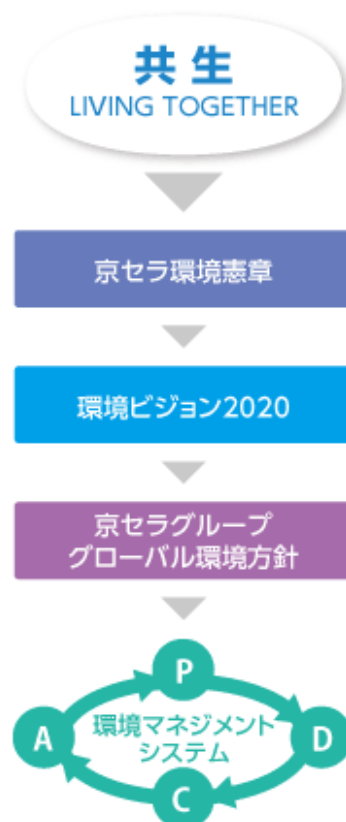 共生
LIVING TOGETHER
京セラ環境憲章
環境ビジョン2020
京セラグループ
グローバル環境方針
P
A
環境マネジメント
システム
D
C